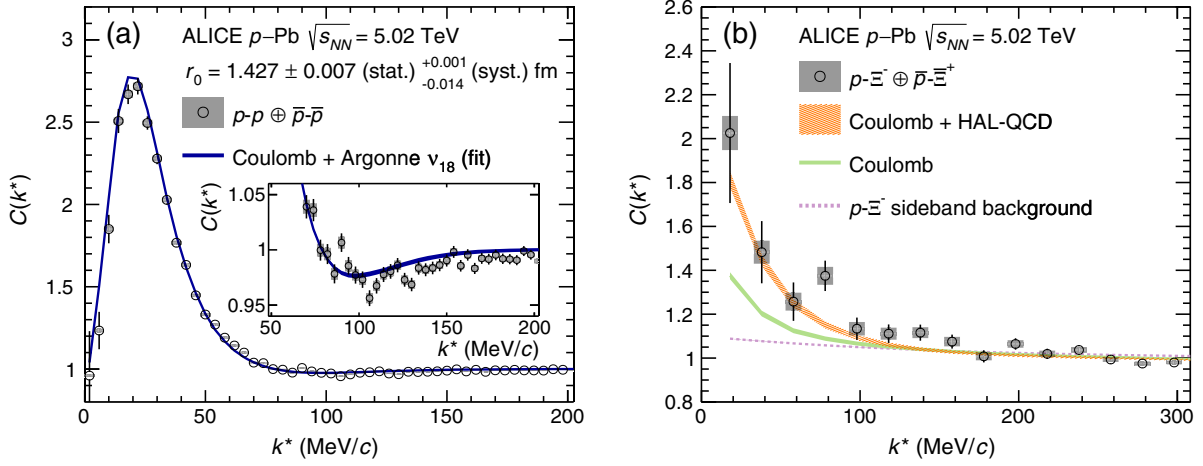 (a)
ALICE p–Pb √s_NN = 5.02 TeV
r₀ = 1.427 ± 0.007 (stat.) +0.001 −0.014 (syst.) fm
p-p ⊕ p̅-p̅
Coulomb + Argonne ν₁₈ (fit)
C(k*)
3
2.5
2
1.5
1
0 50 100 150 200
k* (MeV/c)
C(k*)
1.05
1
0.95
50 100 150 200
k* (MeV/c)
(b)
ALICE p–Pb √s_NN = 5.02 TeV
p-Ξ⁻ ⊕ p̅-Ξ̅⁺
Coulomb + HAL-QCD
Coulomb
p-Ξ⁻ sideband background
C(k*)
2.6
2.4
2.2
2
1.8
1.6
1.4
1.2
1
0.8
0 100 200 300
k* (MeV/c)